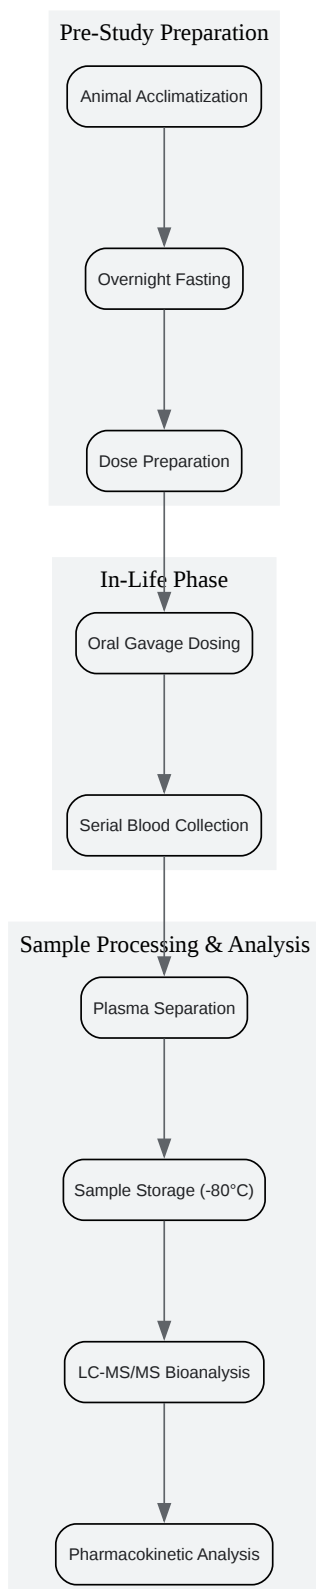 Pre-Study Preparation
Animal Acclimatization
Overnight Fasting
Dose Preparation
In-Life Phase
Oral Gavage Dosing
Serial Blood Collection
Sample Processing & Analysis
Plasma Separation
Sample Storage (-80°C)
LC-MS/MS Bioanalysis
Pharmacokinetic Analysis